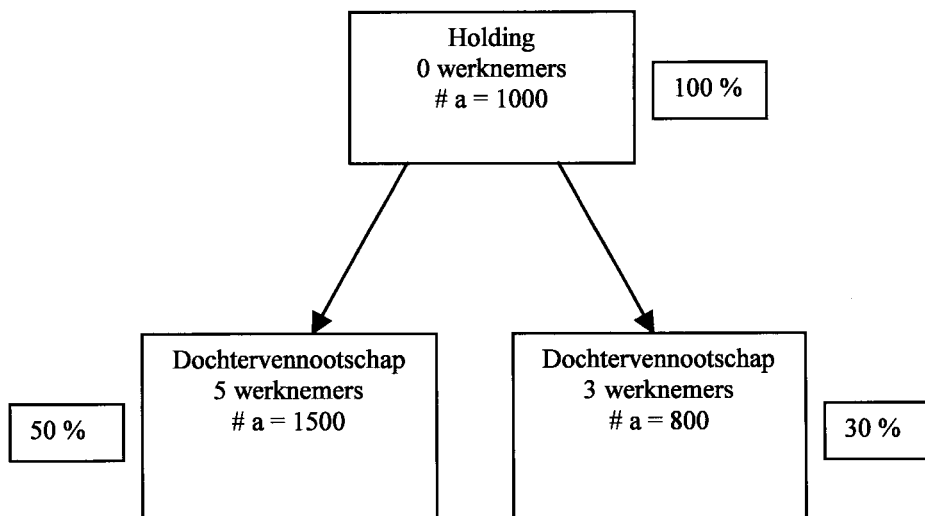 Holding
0 werknemers
# a = 1000
100 %
Dochtervennootschap
5 werknemers
# a = 1500
50 %
Dochtervennootschap
3 werknemers
# a = 800
30 %